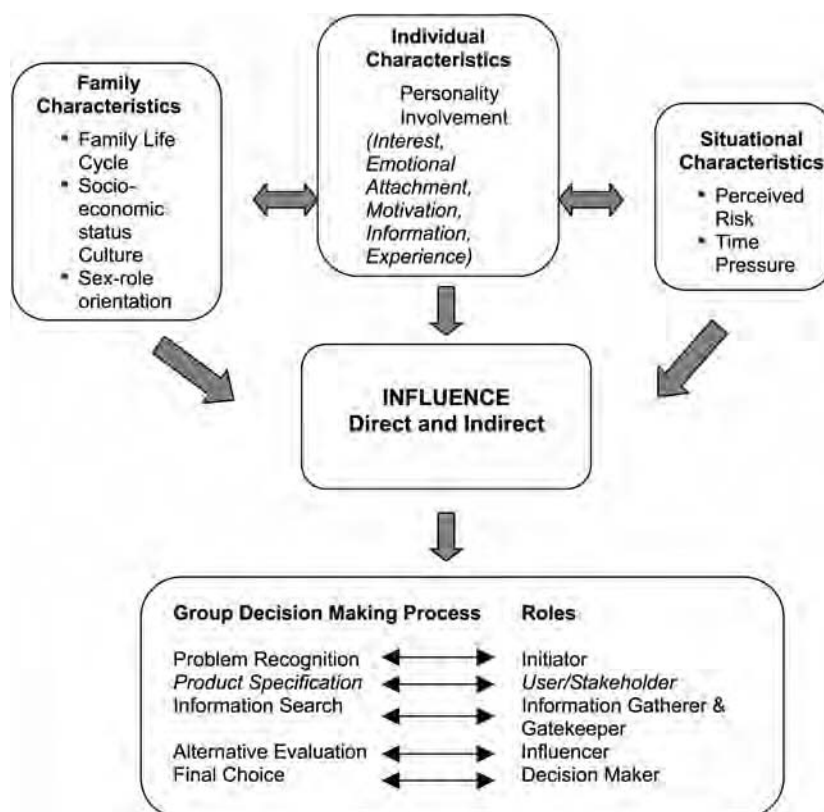 Family
Characteristics
▪ Family Life
Cycle
▪ Socio-
economic
status
Culture
▪ Sex-role
orientation
Individual
Characteristics
Personality
Involvement
(Interest,
Emotional
Attachment,
Motivation,
Information,
Experience)
Situational
Characteristics
▪ Perceived
Risk
▪ Time
Pressure
INFLUENCE
Direct and Indirect
Group Decision Making Process Roles
Problem Recognition Initiator
Product Specification User/Stakeholder
Information Search Information Gatherer &
Gatekeeper
Alternative Evaluation Influencer
Final Choice Decision Maker